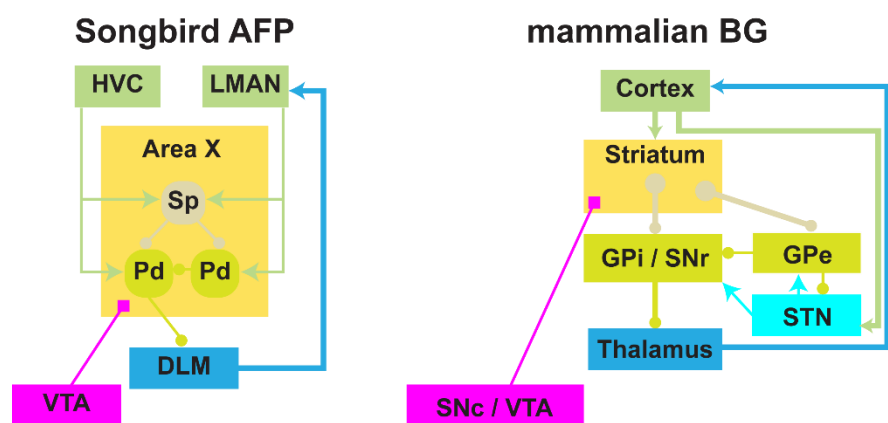 Songbird AFP
HVC
LMAN
Area X
Sp
Pd
Pd
DLM
VTA
mammalian BG
Cortex
Striatum
GPi / SNr
GPe
STN
Thalamus
SNc / VTA